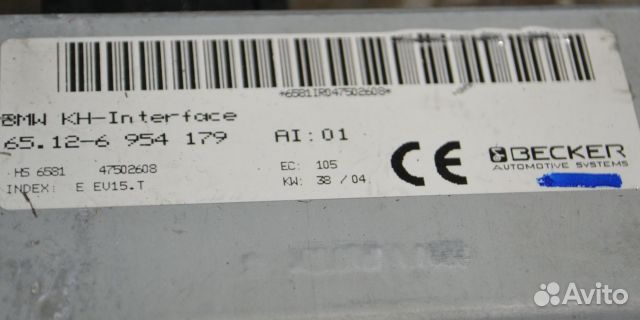 *6581IR047502608*
BMW KH-Interface
65.12-6 954 179 AI:01
HS 6581 47502608 EC: 105
INDEX: E EV15.T KW: 38 / 04
CE
BECKER
AUTOMOTIVE SYSTEMS
Avito